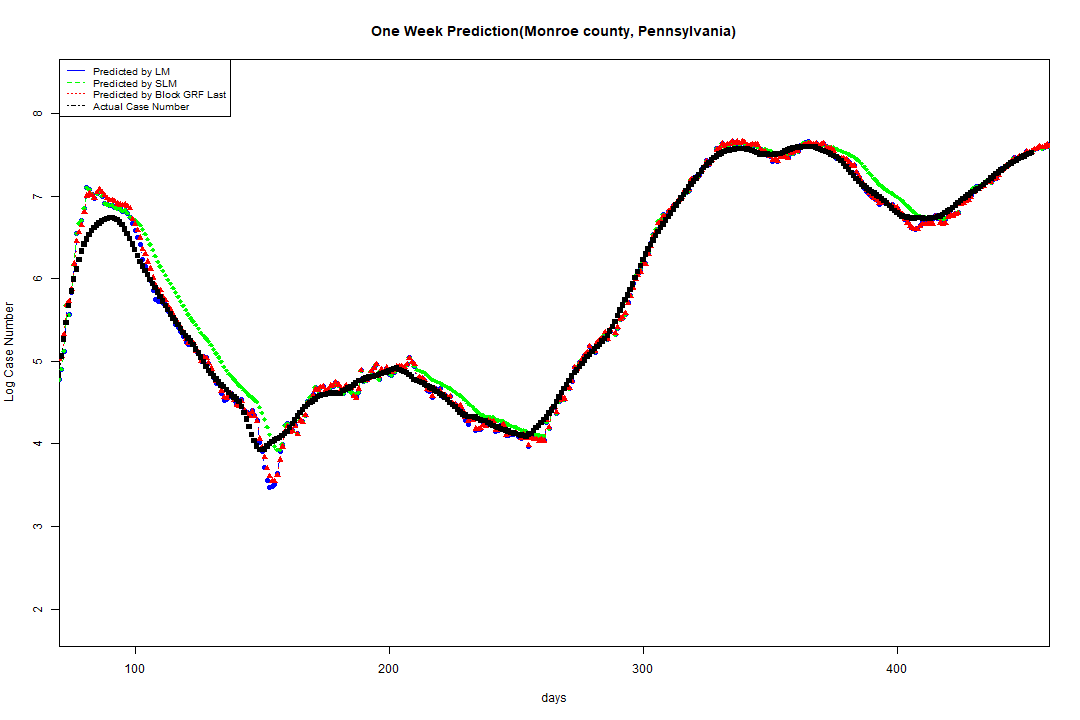 One Week Prediction(Monroe county, Pennsylvania)
Predicted by LM
Predicted by SLM
Predicted by Block GRF Last
Actual Case Number
8
7
6
5
4
3
2
Log Case Number
100 200 300 400
days